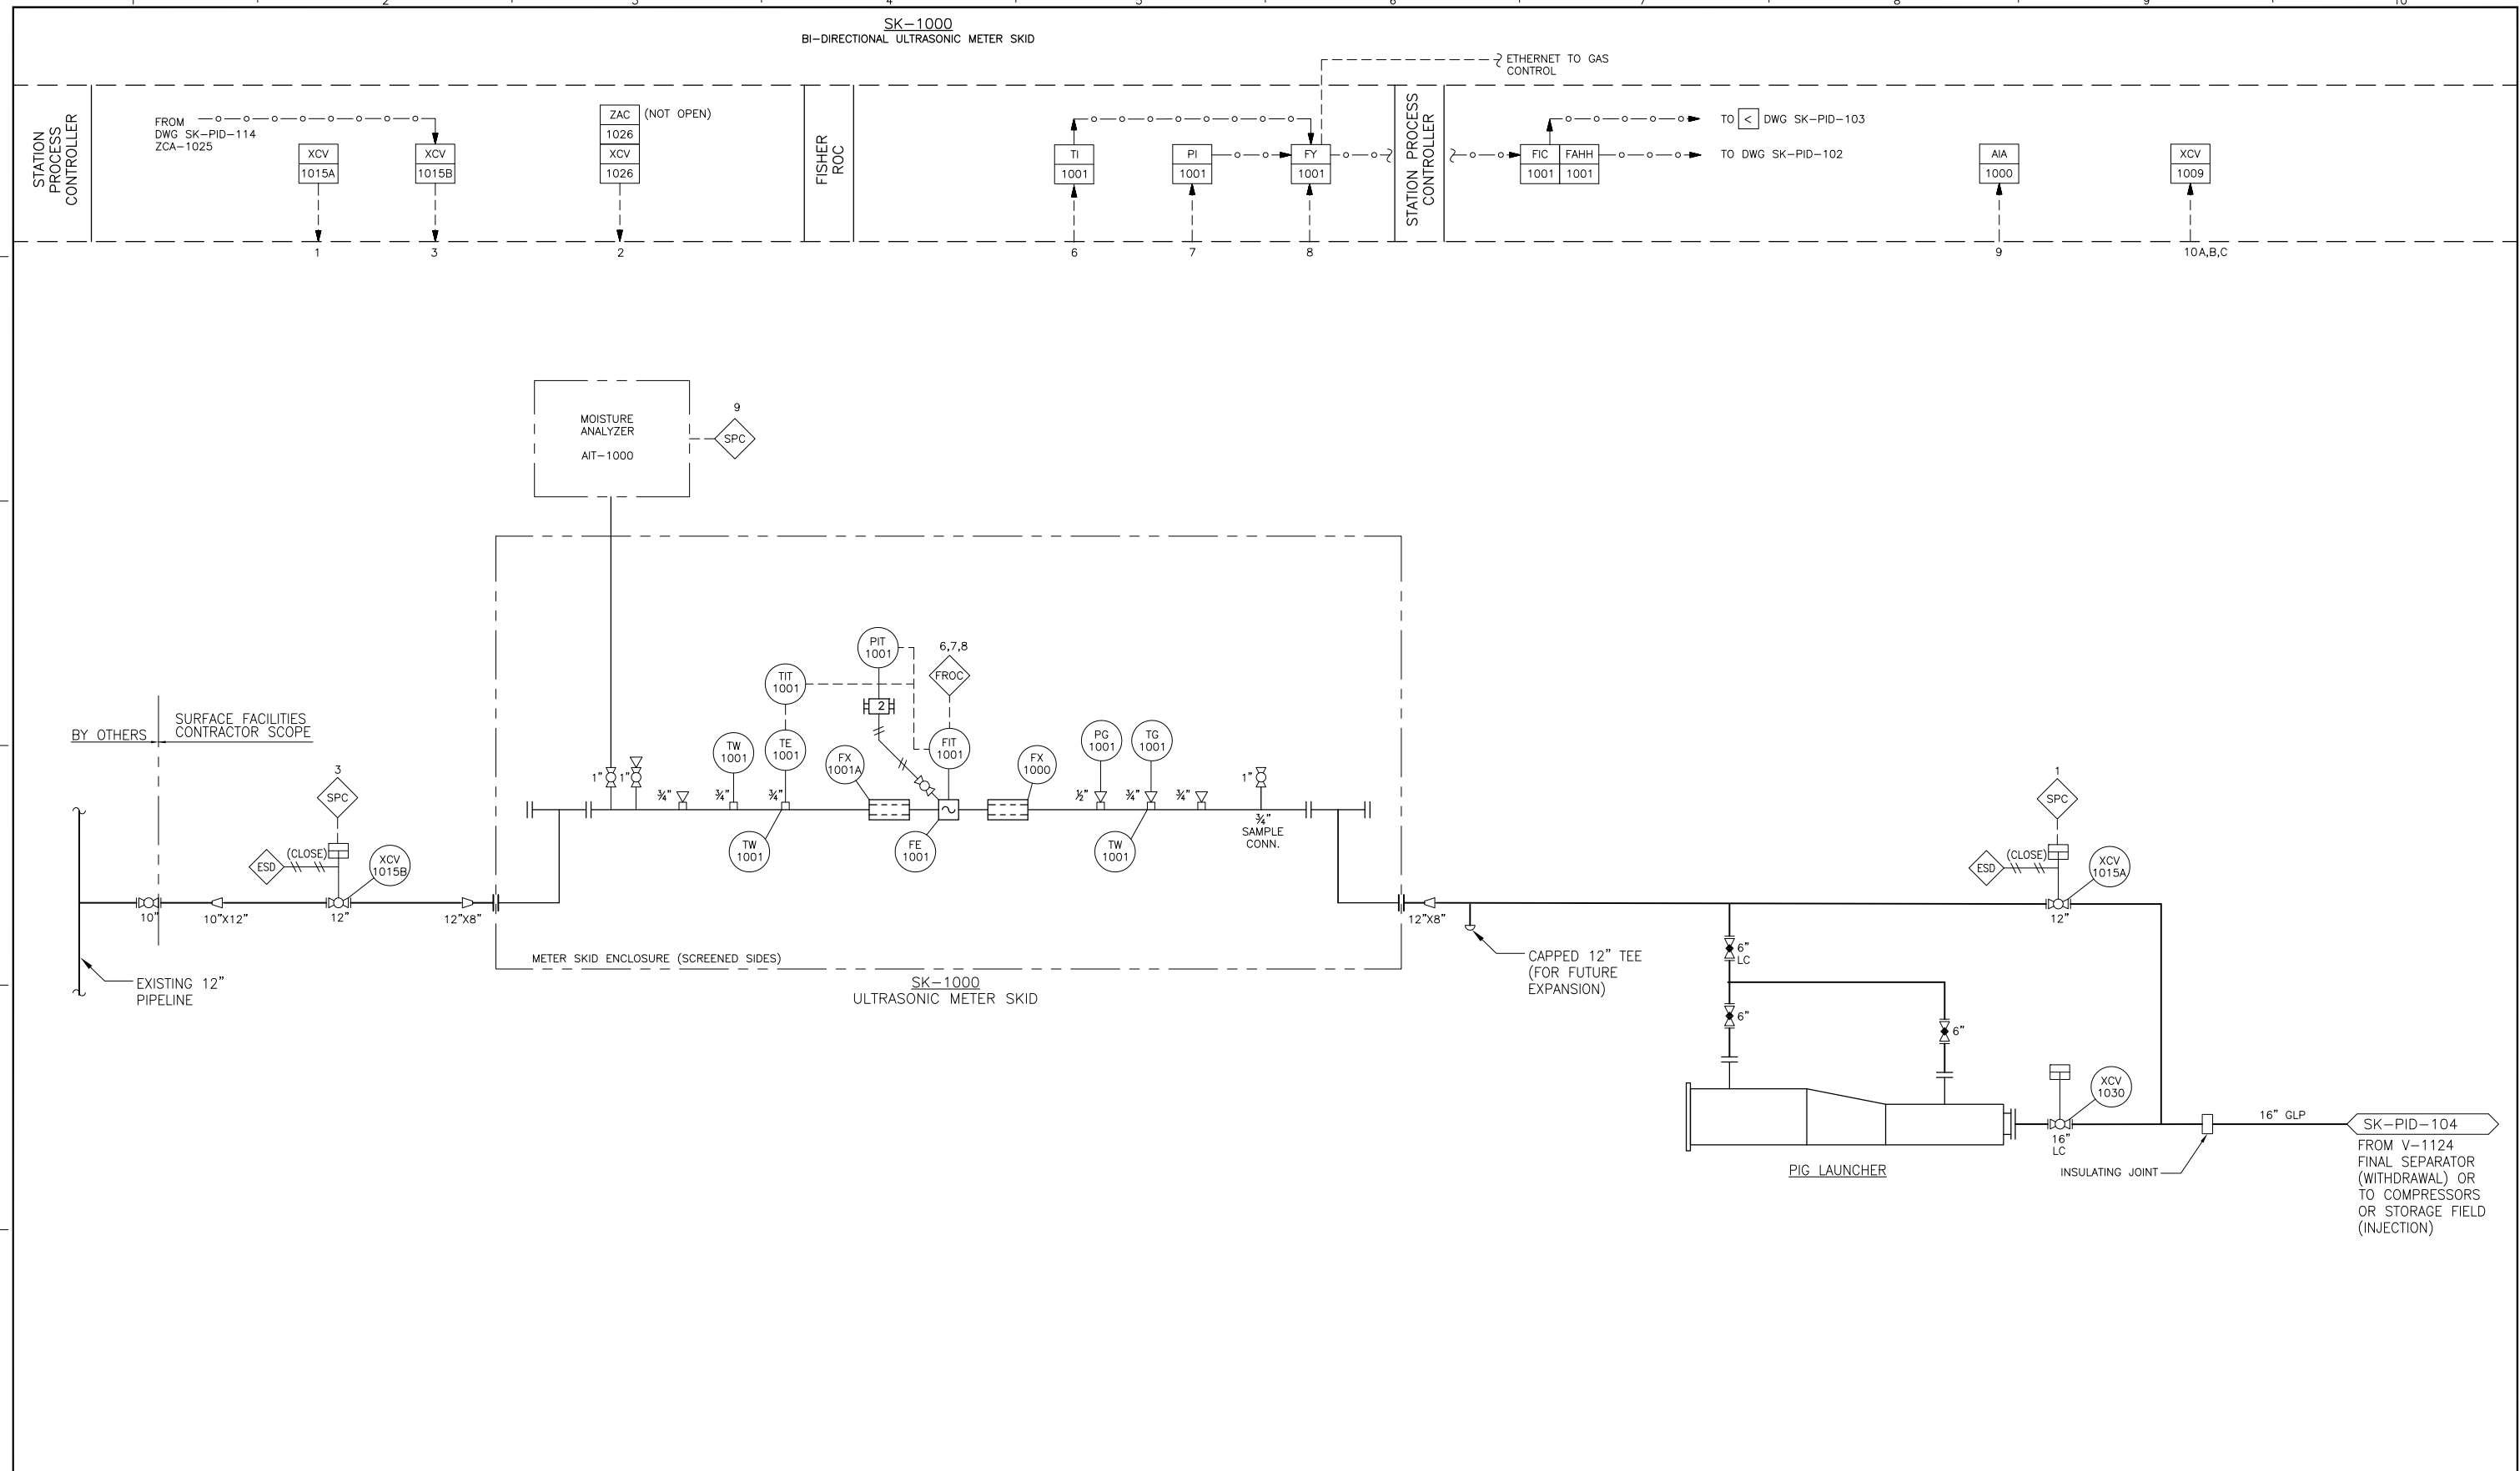 1
2
3
4
5
6
7
8
9
10
SK-1000
BI-DIRECTIONAL ULTRASONIC METER SKID
ETHERNET TO GAS
CONTROL
STATION
PROCESS
CONTROLLER
FROM
DWG SK-PID-114
ZCA-1025
XCV
1015A
XCV
1015B
ZAC
1026
XCV
1026
(NOT OPEN)
FISHER
ROC
TI
1001
PI
1001
FY
1001
STATION PROCESS
CONTROLLER
FIC
1001
FAHH
1001
TO < DWG SK-PID-103
TO DWG SK-PID-102
AIA
1000
XCV
1009
1
3
2
6
7
8
9
10A,B,C
MOISTURE
ANALYZER
AIT-1000
9
SPC
BY OTHERS
SURFACE FACILITIES
CONTRACTOR SCOPE
3
SPC
ESD
(CLOSE)
XCV
1015B
10"
10"X12"
12"
12"X8"
EXISTING 12"
PIPELINE
1"
1"
¾"
¾"
¾"
TW
1001
TE
1001
TIT
1001
PIT
1001
2
6,7,8
FROC
FX
1001A
FIT
1001
FX
1000
PG
1001
TG
1001
TW
1001
FE
1001
TW
1001
½"
¾"
¾"
1"
¾"
SAMPLE
CONN.
METER SKID ENCLOSURE (SCREENED SIDES)
SK-1000
ULTRASONIC METER SKID
12"X8"
CAPPED 12" TEE
(FOR FUTURE
EXPANSION)
6"
LC
6"
6"
PIG LAUNCHER
1
SPC
ESD
(CLOSE)
XCV
1015A
12"
XCV
1030
16"
LC
INSULATING JOINT
16" GLP
SK-PID-104
FROM V-1124
FINAL SEPARATOR
(WITHDRAWAL) OR
TO COMPRESSORS
OR STORAGE FIELD
(INJECTION)